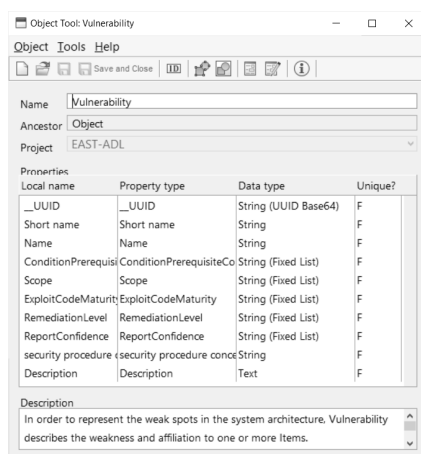 Object Tool: Vulnerability
Object Tools Help
Save and Close ID
Name Vulnerability
Ancestor Object
Project EAST-ADL
Properties
Local name Property type Data type Unique?
__UUID __UUID String (UUID Base64) F
Short name Short name String F
Name Name String F
ConditionPrerequisi ConditionPrerequisiteCo String (Fixed List) F
Scope Scope String (Fixed List) F
ExploitCodeMaturity ExploitCodeMaturity String (Fixed List) F
RemediationLevel RemediationLevel String (Fixed List) F
ReportConfidence ReportConfidence String (Fixed List) F
security procedure c security procedure conce String F
Description Description Text F
Description
In order to represent the weak spots in the system architecture, Vulnerability
describes the weakness and affiliation to one or more Items.